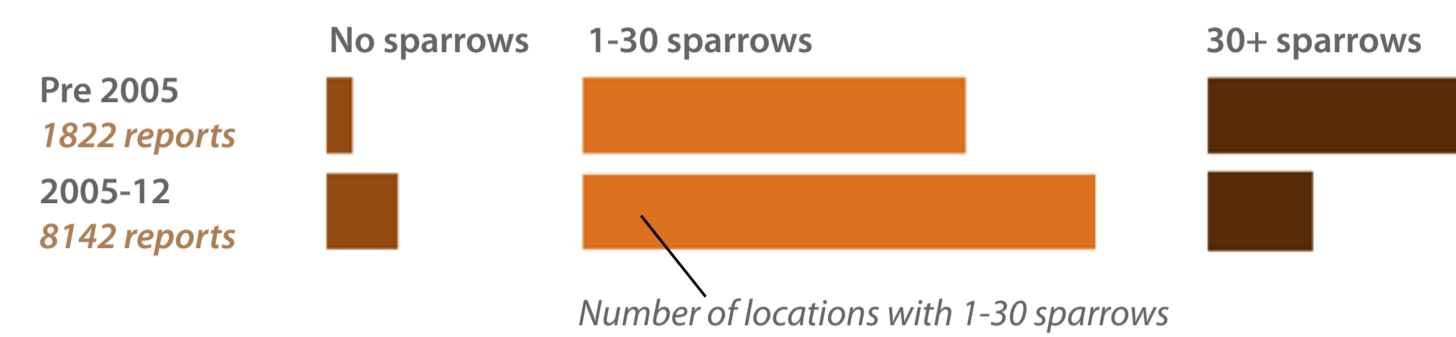 No sparrows 1-30 sparrows 30+ sparrows
Pre 2005
1822 reports
2005-12
8142 reports
Number of locations with 1-30 sparrows